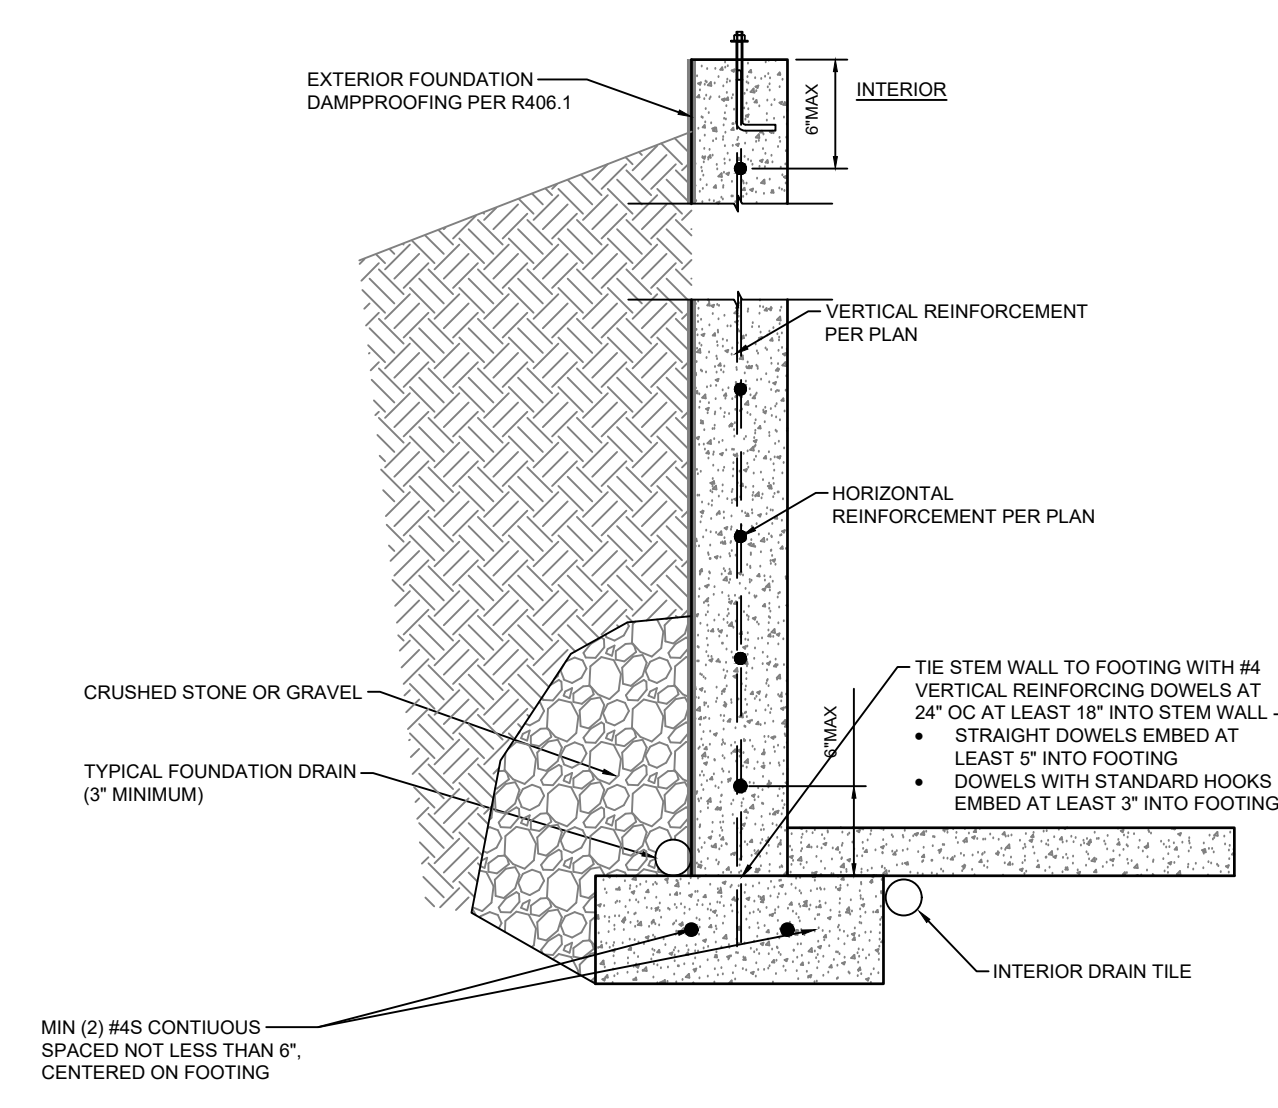 EXTERIOR FOUNDATION
DAMPPROOFING PER R406.1
6"MAX
INTERIOR
VERTICAL REINFORCEMENT
PER PLAN
HORIZONTAL
REINFORCEMENT PER PLAN
TIE STEM WALL TO FOOTING WITH #4
VERTICAL REINFORCING DOWELS AT
24" OC AT LEAST 18" INTO STEM WALL -
• STRAIGHT DOWELS EMBED AT
LEAST 5" INTO FOOTING
• DOWELS WITH STANDARD HOOKS
EMBED AT LEAST 3" INTO FOOTING
6"MAX
CRUSHED STONE OR GRAVEL
TYPICAL FOUNDATION DRAIN
(3" MINIMUM)
INTERIOR DRAIN TILE
MIN (2) #4S CONTIUOUS
SPACED NOT LESS THAN 6",
CENTERED ON FOOTING